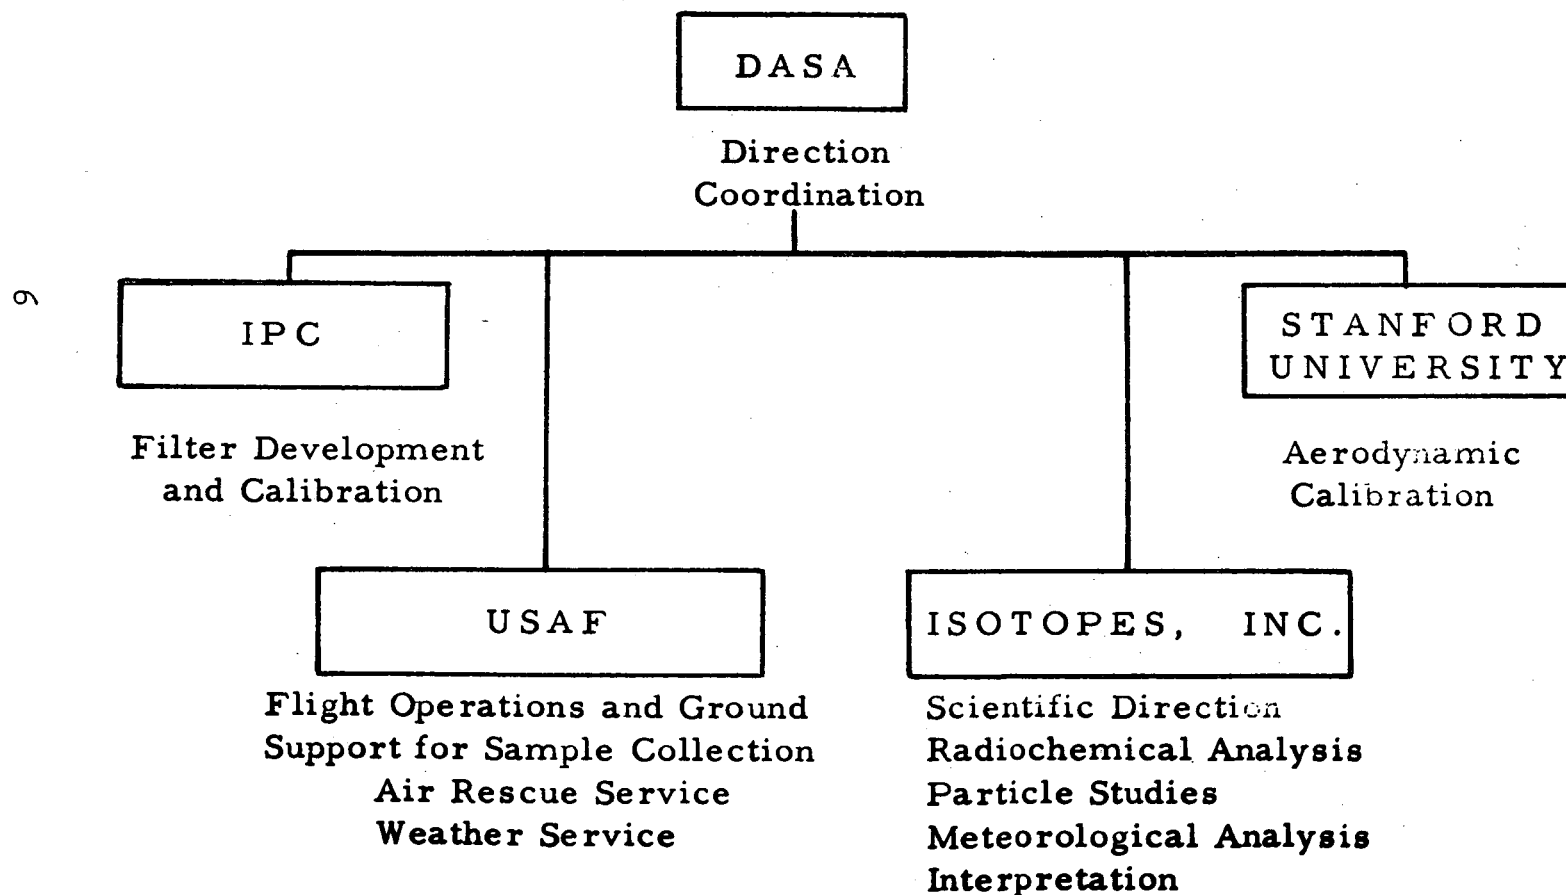 DASA
Direction
Coordination
6
IPC
Filter Development
and Calibration
STANFORD
UNIVERSITY
Aerodynamic
Calibration
USAF
Flight Operations and Ground
Support for Sample Collection
Air Rescue Service
Weather Service
ISOTOPES, INC.
Scientific Direction
Radiochemical Analysis
Particle Studies
Meteorological Analysis
Interpretation